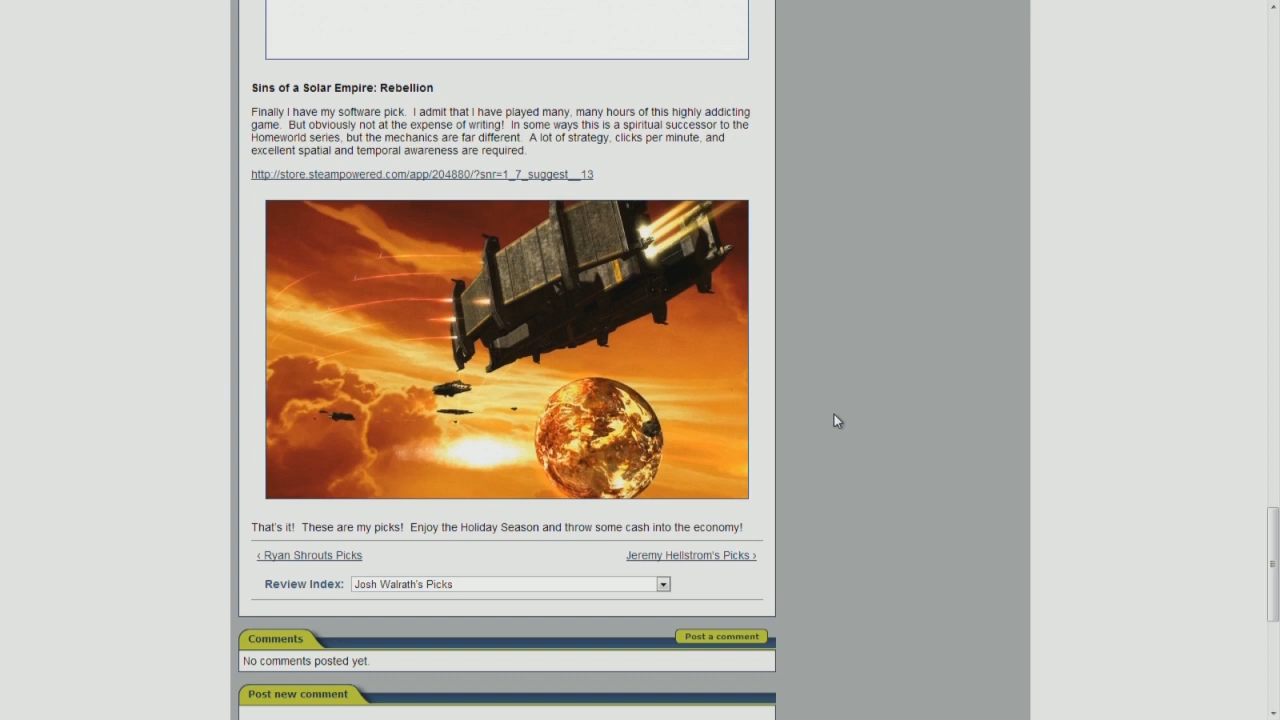 Sins of a Solar Empire: Rebellion
Finally I have my software pick. I admit that I have played many, many hours of this highly addicting
game. But obviously not at the expense of writing! In some ways this is a spiritual successor to the
Homeworld series, but the mechanics are far different. A lot of strategy, clicks per minute, and
excellent spatial and temporal awareness are required.
http://store.steampowered.com/app/204880/?snr=1_7_suggest__13
That's it! These are my picks! Enjoy the Holiday Season and throw some cash into the economy!
‹ Ryan Shrouts Picks
Jeremy Hellstrom's Picks ›
Review Index: Josh Walrath's Picks
Comments
Post a comment
No comments posted yet.
Post new comment